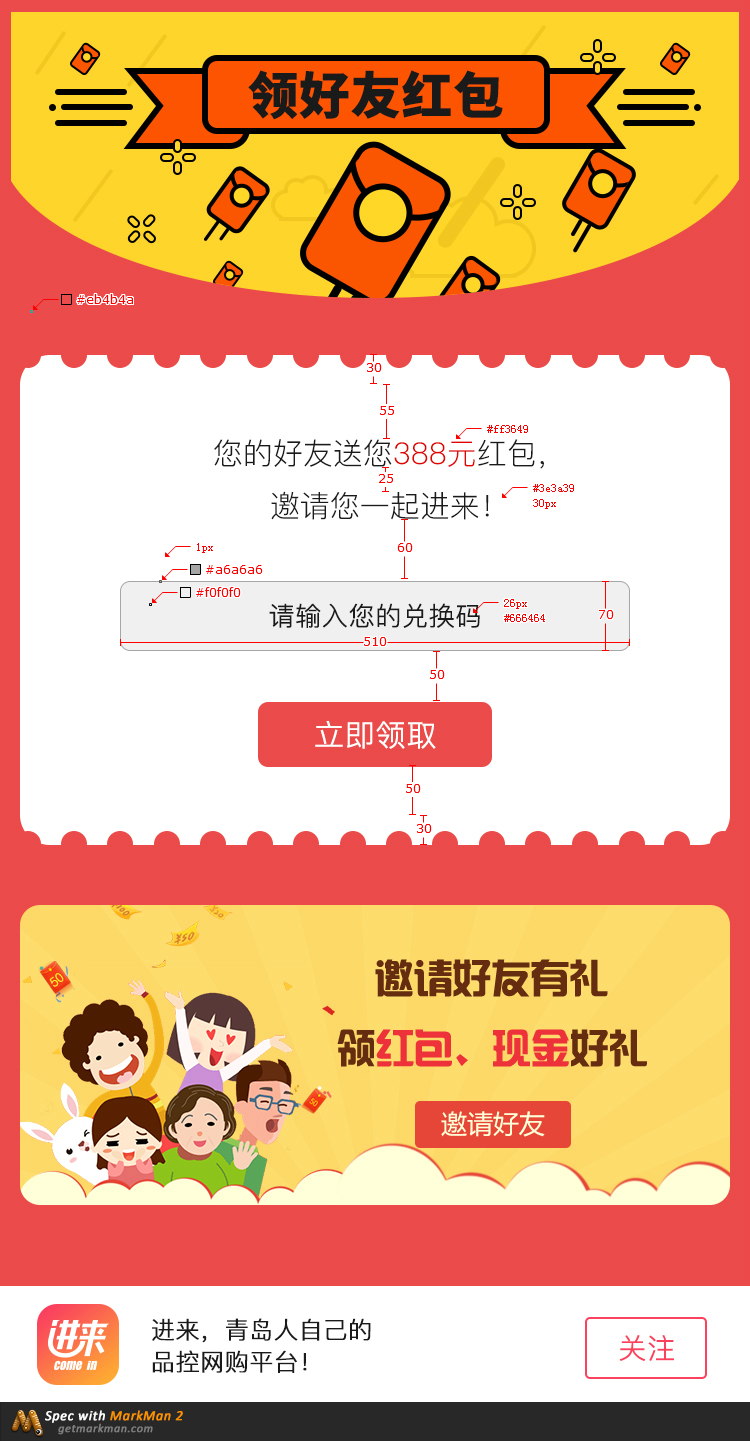 领好友红包
#eb4b4a
30
55
#ff3649
您的好友送您388元红包，
25
#3e3a39
30px
邀请您一起进来！
60
1px
#a6a6a6
#f0f0f0
26px
#666464
请输入您的兑换码
70
510
50
立即领取
50
30
¥50
50
邀请好友有礼
领红包、现金好礼
50
邀请好友
进来
come in
进来，青岛人自己的
品控网购平台！
关注
Spec with MarkMan 2
getmarkman.com